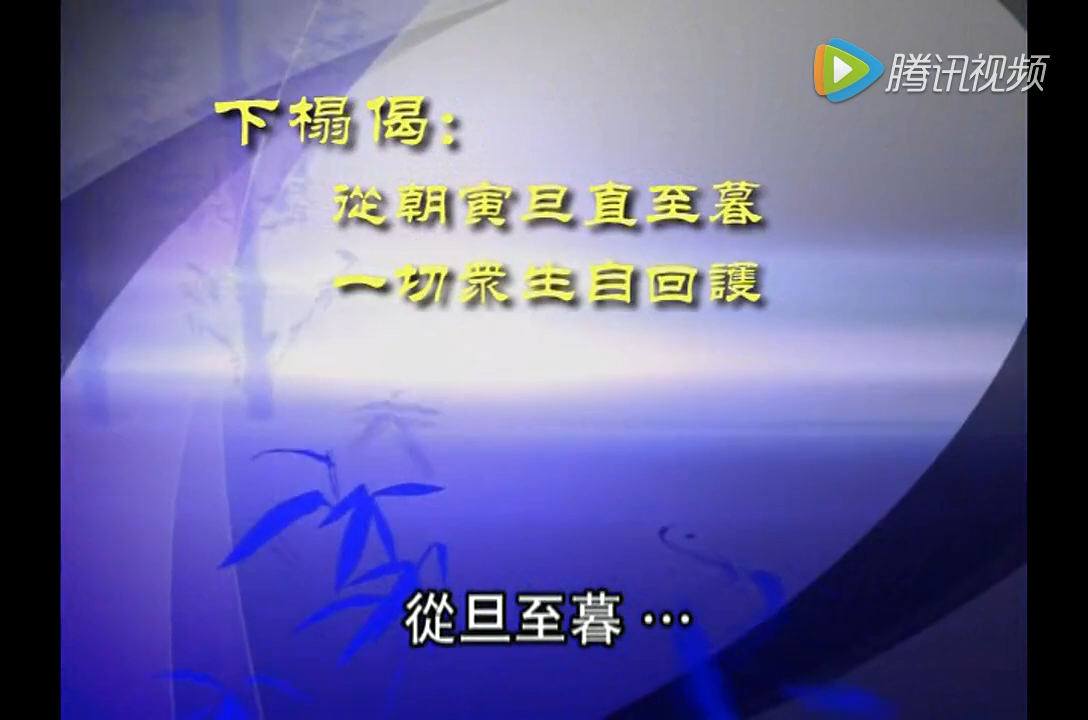 腾讯视频
下榻偈：
從朝寅旦直至暮
一切眾生自回護
從旦至暮…